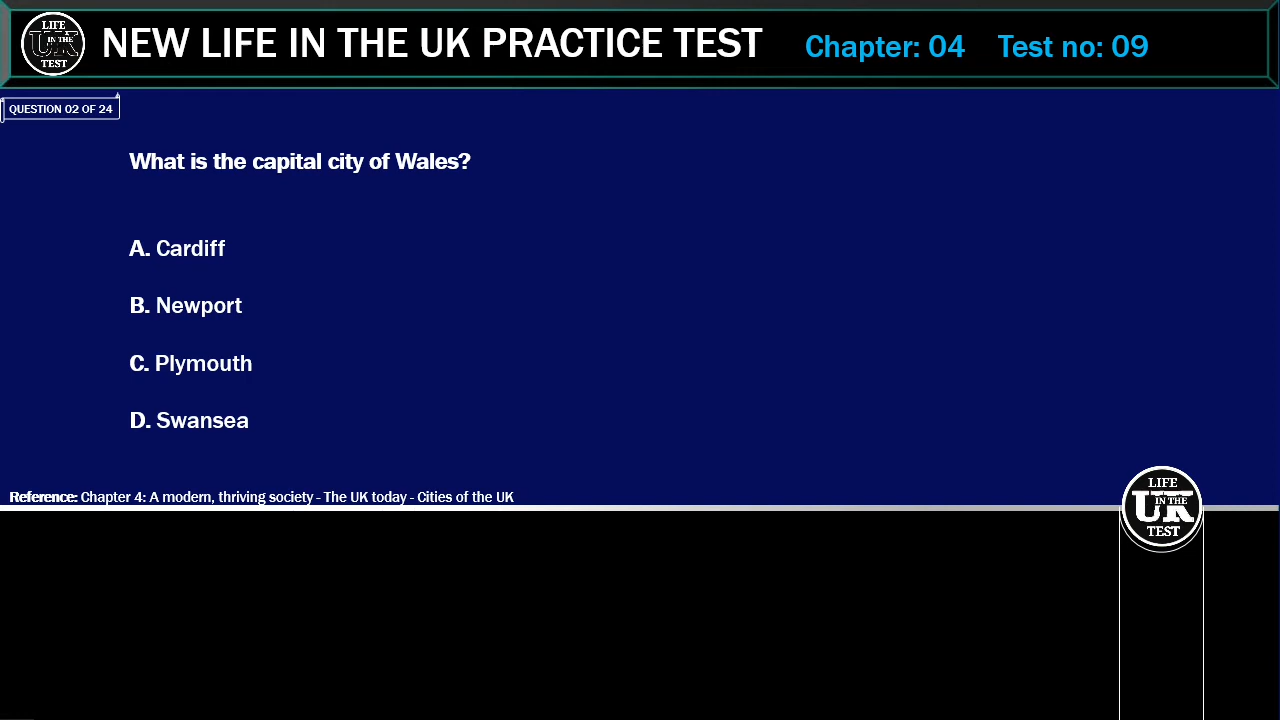 LIFE
UK
IN THE
TEST
NEW LIFE IN THE UK PRACTICE TEST
Chapter: 04
Test no: 09
QUESTION 02 OF 24
What is the capital city of Wales?
A. Cardiff
B. Newport
C. Plymouth
D. Swansea
Reference: Chapter 4: A modern, thriving society - The UK today - Cities of the UK
LIFE
UK
IN THE
TEST